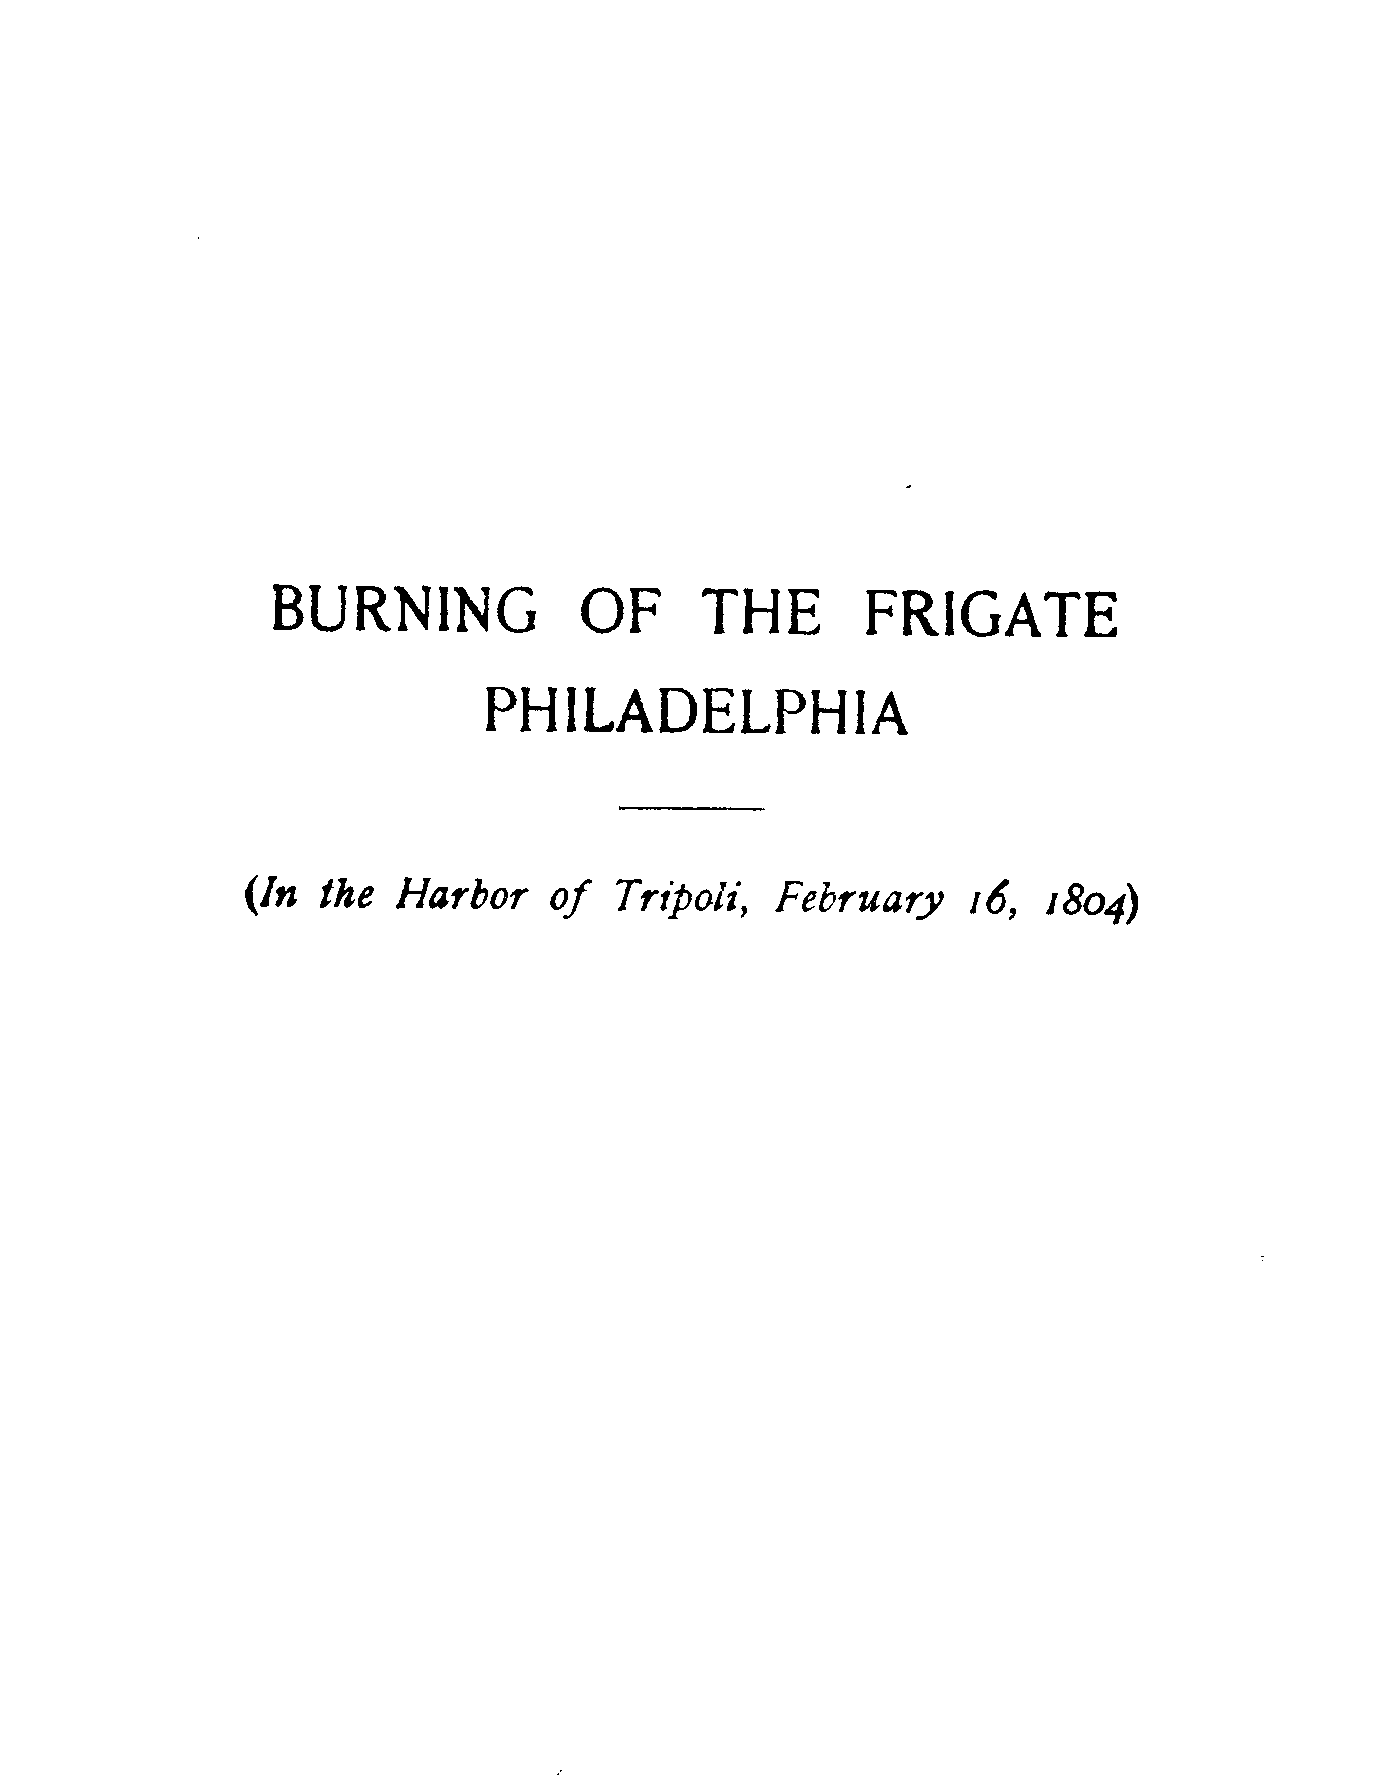 BURNING OF THE FRIGATE
PHILADELPHIA
(In the Harbor of Tripoli, February 16, 1804)